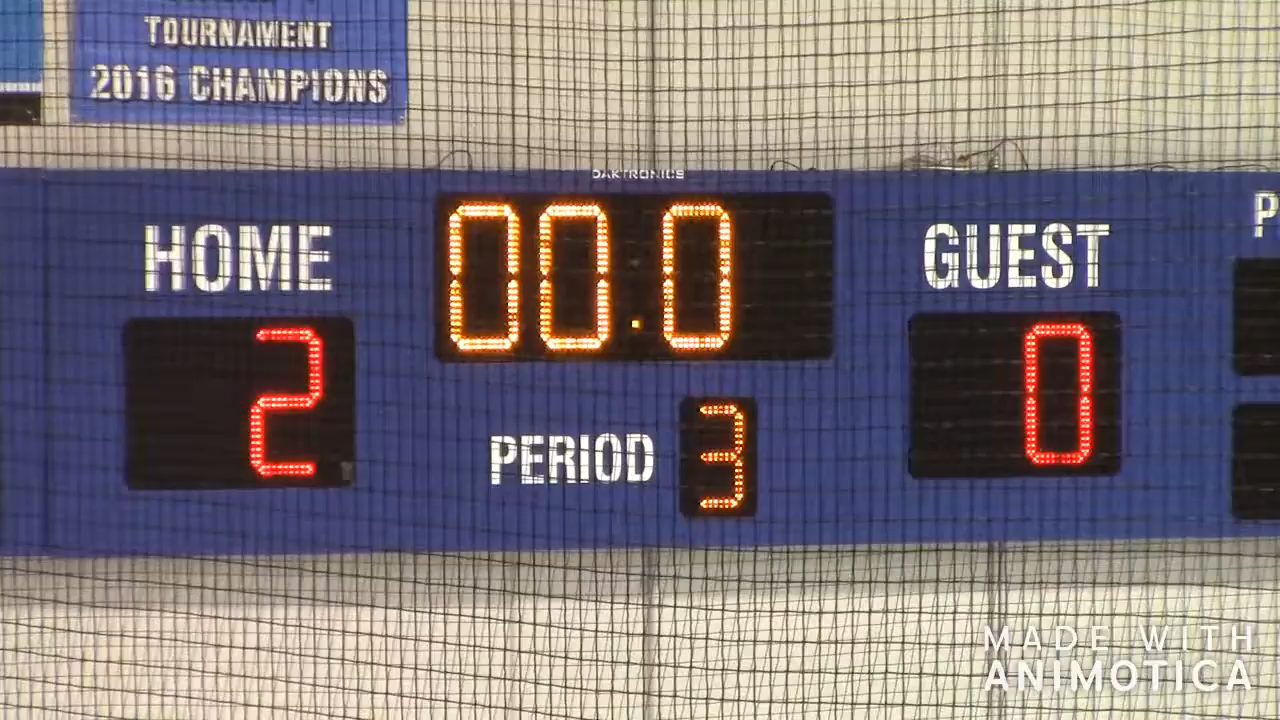 TOURNAMENT
2016 CHAMPIONS
DAKTRONICS
HOME
00.0
GUEST
P
2
PERIOD
3
0
MADE WITH
ANIMOTICA